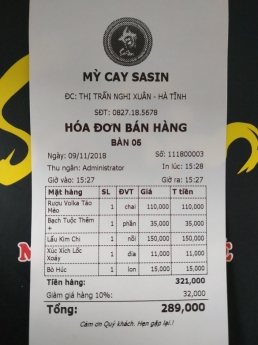 MỲ CAY SASIN
ĐC: THỊ TRẤN NGHI XUÂN - HÀ TĨNH
SĐT: 0827.18.5678
HÓA ĐƠN BÁN HÀNG
BÀN 06
Ngày: 09/11/2018 Số: 111800003
Thu ngân: Administrator In lúc: 15:28
Giờ vào: 15:27 Giờ ra: 15:27
Mặt hàng SL ĐVT Giá T tiền
Rượu Volka Táo Mèo 1 chai 110,000 110,000
Bạch Tuộc Thêm + 1 phần 35,000 35,000
Lẩu Kim Chi 1 nồi 150,000 150,000
Xúc Xích Lốc Xoáy 1 đĩa 11,000 11,000
Bò Húc 1 lon 15,000 15,000
Tiền hàng: 321,000
Giảm giá hàng 10%: 32,000
Tổng: 289,000
Cám ơn Quý khách. Hẹn gặp lại.!